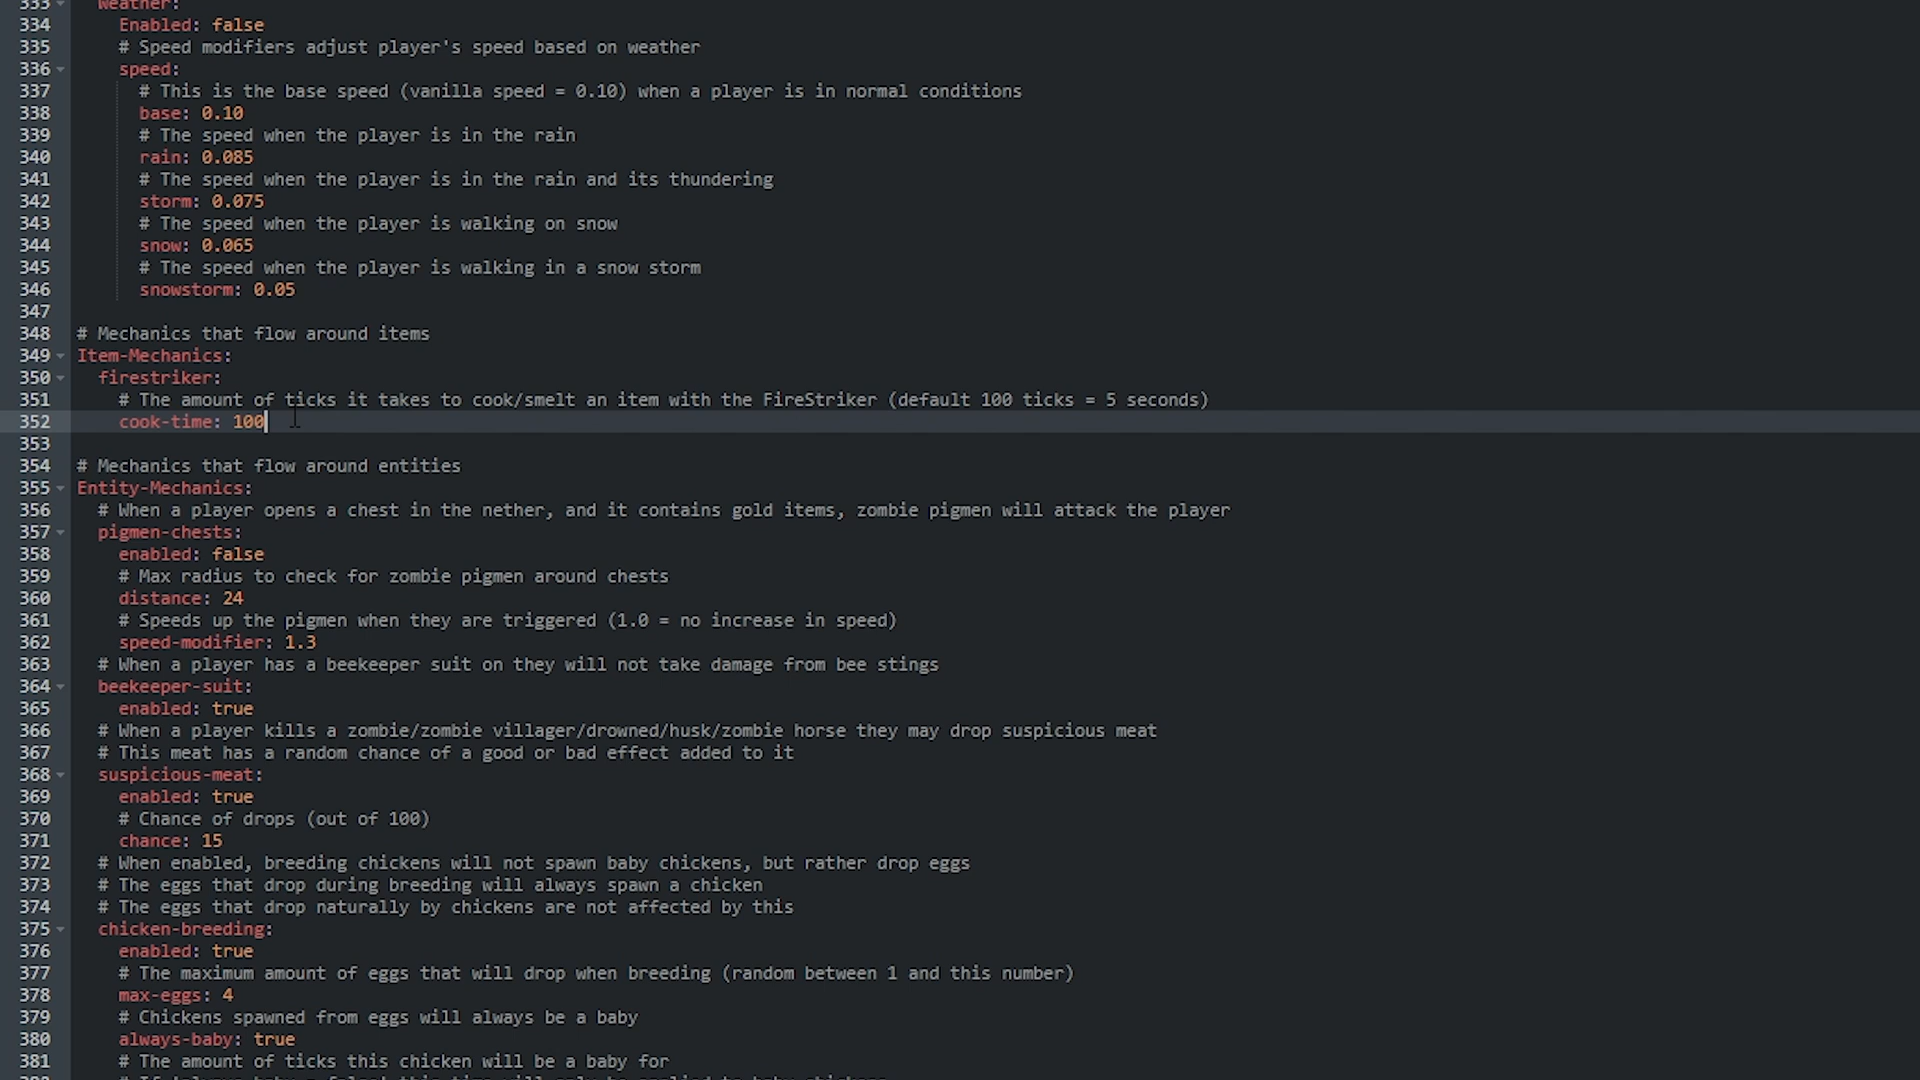 333 Weather:
334 Enabled: false
335 # Speed modifiers adjust player's speed based on weather
336 speed:
337 # This is the base speed (vanilla speed = 0.10) when a player is in normal conditions
338 base: 0.10
339 # The speed when the player is in the rain
340 rain: 0.085
341 # The speed when the player is in the rain and its thundering
342 storm: 0.075
343 # The speed when the player is walking on snow
344 snow: 0.065
345 # The speed when the player is walking in a snow storm
346 snowstorm: 0.05
347
348 # Mechanics that flow around items
349 Item-Mechanics:
350 firestriker:
351 # The amount of ticks it takes to cook/smelt an item with the FireStriker (default 100 ticks = 5 seconds)
352 cook-time: 100
353
354 # Mechanics that flow around entities
355 Entity-Mechanics:
356 # When a player opens a chest in the nether, and it contains gold items, zombie pigmen will attack the player
357 pigmen-chests:
358 enabled: false
359 # Max radius to check for zombie pigmen around chests
360 distance: 24
361 # Speeds up the pigmen when they are triggered (1.0 = no increase in speed)
362 speed-modifier: 1.3
363 # When a player has a beekeeper suit on they will not take damage from bee stings
364 beekeeper-suit:
365 enabled: true
366 # When a player kills a zombie/zombie villager/drowned/husk/zombie horse they may drop suspicious meat
367 # This meat has a random chance of a good or bad effect added to it
368 suspicious-meat:
369 enabled: true
370 # Chance of drops (out of 100)
371 chance: 15
372 # When enabled, breeding chickens will not spawn baby chickens, but rather drop eggs
373 # The eggs that drop during breeding will always spawn a chicken
374 # The eggs that drop naturally by chickens are not affected by this
375 chicken-breeding:
376 enabled: true
377 # The maximum amount of eggs that will drop when breeding (random between 1 and this number)
378 max-eggs: 4
379 # Chickens spawned from eggs will always be a baby
380 always-baby: true
381 # The amount of ticks this chicken will be a baby for